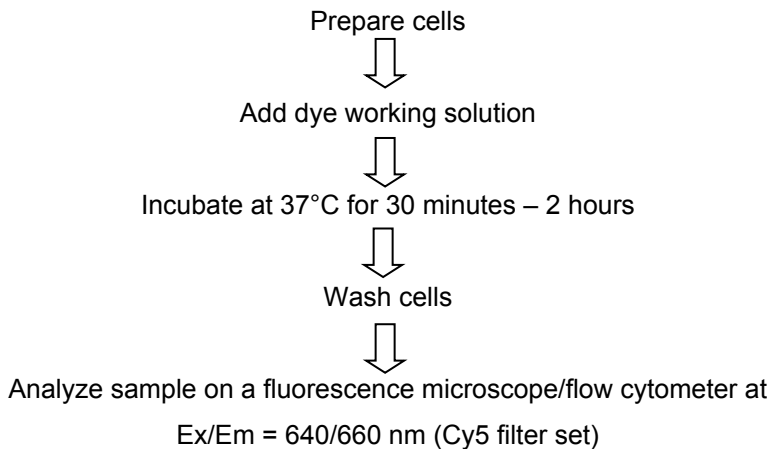 Prepare cells
Add dye working solution
Incubate at 37°C for 30 minutes – 2 hours
Wash cells
Analyze sample on a fluorescence microscope/flow cytometer at
Ex/Em = 640/660 nm (Cy5 filter set)